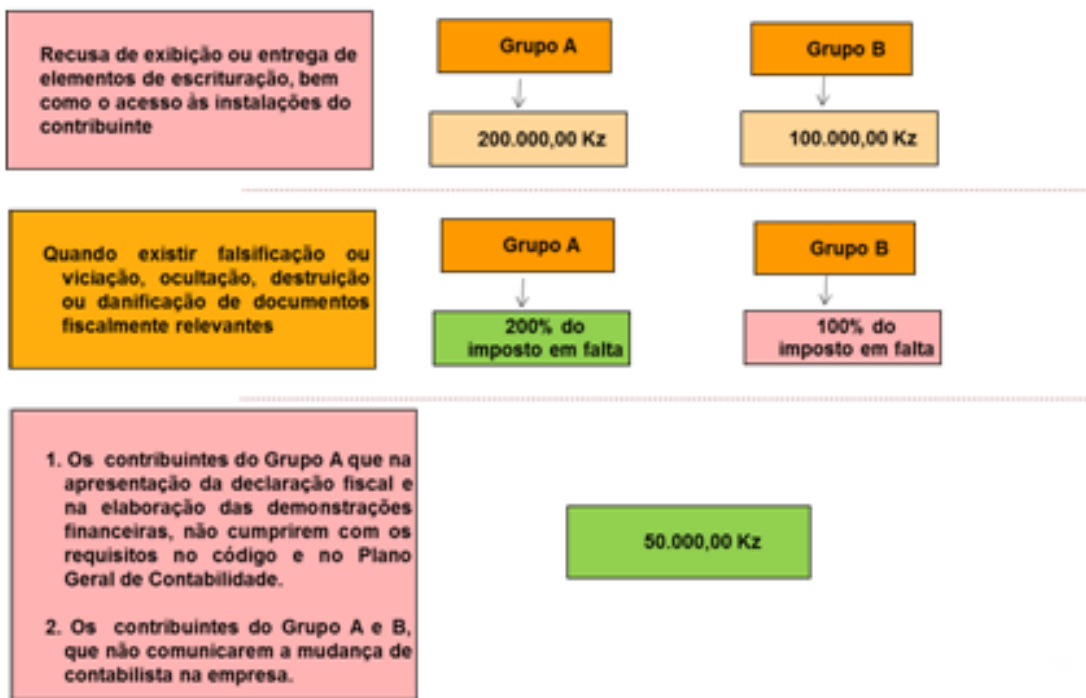 Recusa de exibição ou entrega de
elementos de escrituração, bem
como o acesso às instalações do
contribuinte
Grupo A
Grupo B
200.000,00 Kz
100.000,00 Kz
Quando existir falsificação ou
viciação, ocultação, destruição
ou danificação de documentos
fiscalmente relevantes
Grupo A
Grupo B
200% do
imposto em falta
100% do
imposto em falta
1. Os contribuintes do Grupo A que na
apresentação da declaração fiscal e
na elaboração das demonstrações
financeiras, não cumprirem com os
requisitos no código e no Plano
Geral de Contabilidade.
2. Os contribuintes do Grupo A e B,
que não comunicarem a mudança de
contabilista na empresa.
50.000,00 Kz